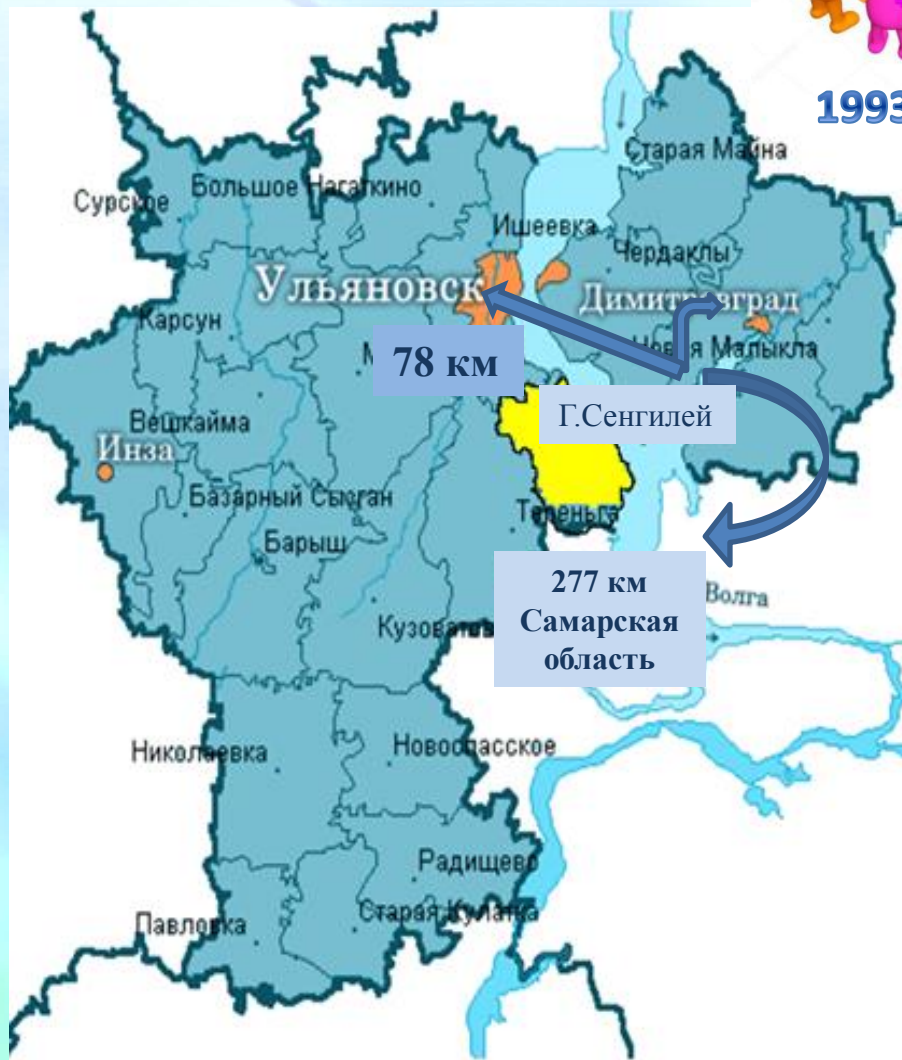 1993
Старая Майна
Большое Нагаткино
Сурское
Ишеевка
Чердаклы
Ульяновск
Димитровград
Карсун
Новая Малыкла
78 км
Г.Сенгилей
Вешкайма
Инза
Базарный Сызган
Тереньга
Барыш
277 км
Самарская
область
Волга
Николаевка
Новоспасское
Радищево
Старая Кулатка
Павловка